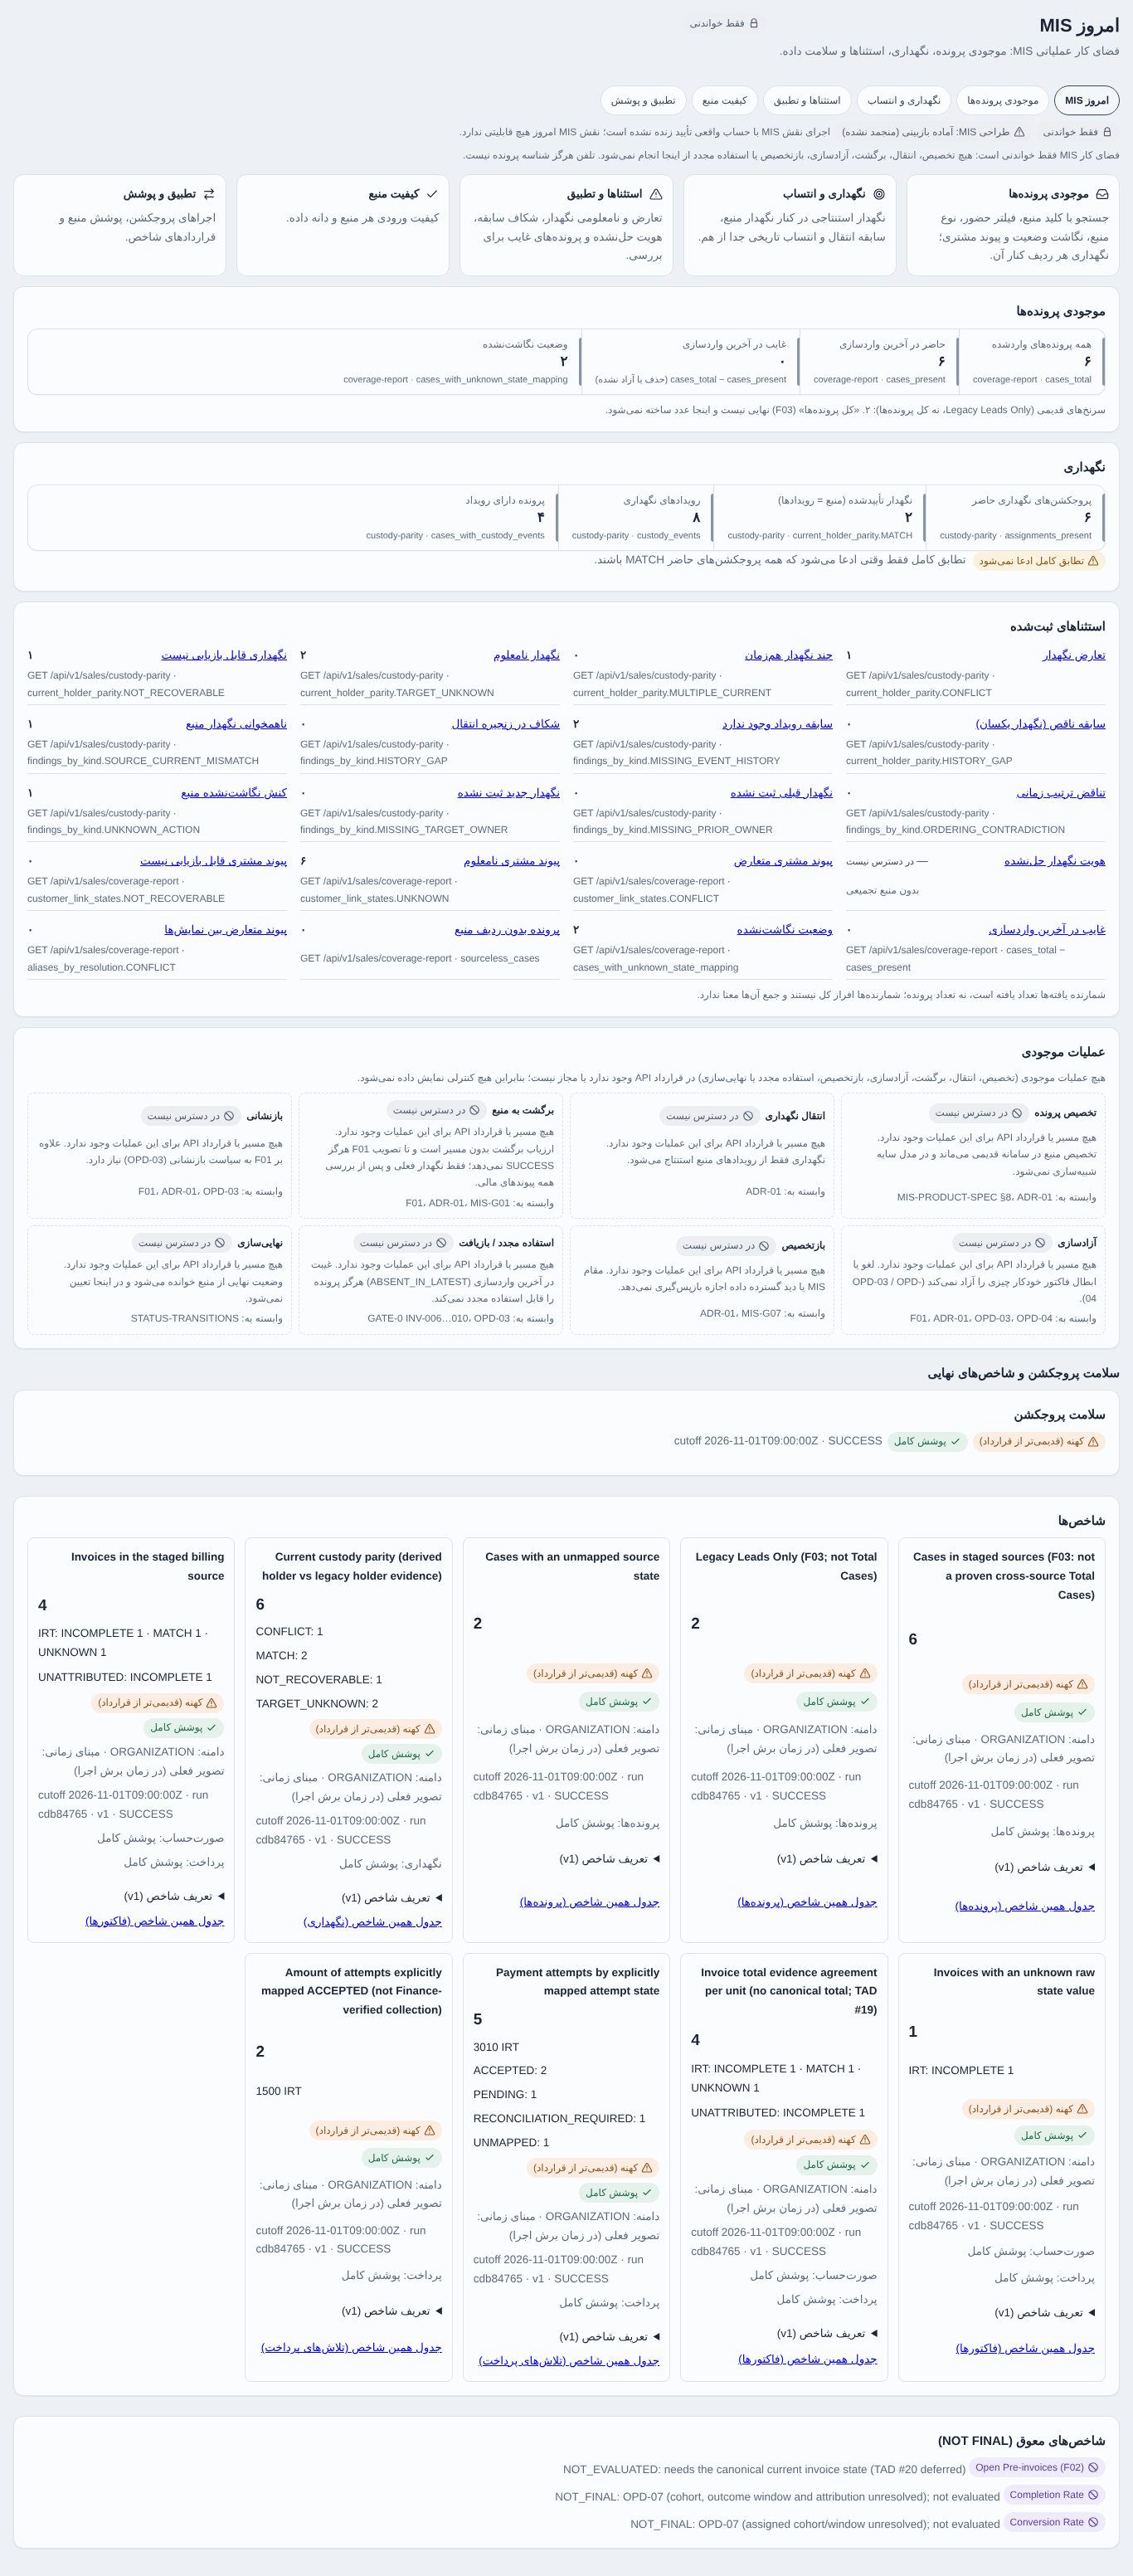 امروز MIS
فقط خواندنی
فضای کار عملیاتی MIS: موجودی پرونده، نگهداری، استثناها و سلامت داده.
امروز MIS
موجودی پرونده‌ها
نگهداری و انتساب
استثناها و تطبیق
کیفیت منبع
تطبیق و پوشش
فقط خواندنی
طراحی MIS: آماده بازبینی (منجمد نشده)
اجرای نقش MIS با حساب واقعی تأیید زنده نشده است؛ نقش MIS امروز هیچ قابلیتی ندارد.
فضای کار MIS فقط خواندنی است: هیچ تخصیص، انتقال، برگشت، آزادسازی، بازتخصیص یا استفاده مجدد از اینجا انجام نمی‌شود. تلفن هرگز شناسه پرونده نیست.
موجودی پرونده‌ها
جستجو با کلید منبع، فیلتر حضور، نوع
منبع، نگاشت وضعیت و پیوند مشتری؛
نگهداری هر ردیف کنار آن.
نگهداری و انتساب
نگهدار استنتاجی در کنار نگهدار منبع،
سابقه انتقال و انتساب تاریخی جدا از هم.
استثناها و تطبیق
تعارض و نامعلومی نگهدار، شکاف سابقه،
هویت حل‌نشده و پرونده‌های غایب برای
بررسی.
کیفیت منبع
کیفیت ورودی هر منبع و دانه داده.
تطبیق و پوشش
اجراهای پروجکشن، پوشش منبع و
قراردادهای شاخص.
موجودی پرونده‌ها
همه پرونده‌های واردشده
۶
coverage-report · cases_total
حاضر در آخرین واردسازی
۶
coverage-report · cases_present
غایب در آخرین واردسازی
۰
cases_total − cases_present (حذف یا آزاد نشده)
وضعیت نگاشت‌نشده
۲
coverage-report · cases_with_unknown_state_mapping
سرنخ‌های قدیمی (Legacy Leads Only، نه کل پرونده‌ها): ۲. «کل پرونده‌ها» (F03) نهایی نیست و اینجا عدد ساخته نمی‌شود.
نگهداری
پروجکشن‌های نگهداری حاضر
۶
custody-parity · assignments_present
نگهدار تأییدشده (منبع = رویدادها)
۲
custody-parity · current_holder_parity.MATCH
رویدادهای نگهداری
۸
custody-parity · custody_events
پرونده دارای رویداد
۴
custody-parity · cases_with_custody_events
تطابق کامل ادعا نمی‌شود
تطابق کامل فقط وقتی ادعا می‌شود که همه پروجکشن‌های حاضر MATCH باشند.
استثناهای ثبت‌شده
تعارض نگهدار
۱
GET /api/v1/sales/custody-parity ·
current_holder_parity.CONFLICT
چند نگهدار هم‌زمان
۰
GET /api/v1/sales/custody-parity ·
current_holder_parity.MULTIPLE_CURRENT
نگهدار نامعلوم
۲
GET /api/v1/sales/custody-parity ·
current_holder_parity.TARGET_UNKNOWN
نگهداری قابل بازیابی نیست
۱
GET /api/v1/sales/custody-parity ·
current_holder_parity.NOT_RECOVERABLE
سابقه ناقص (نگهدار یکسان)
۰
GET /api/v1/sales/custody-parity ·
current_holder_parity.HISTORY_GAP
سابقه رویداد وجود ندارد
۲
GET /api/v1/sales/custody-parity ·
findings_by_kind.MISSING_EVENT_HISTORY
شکاف در زنجیره انتقال
۰
GET /api/v1/sales/custody-parity ·
findings_by_kind.HISTORY_GAP
ناهمخوانی نگهدار منبع
۱
GET /api/v1/sales/custody-parity ·
findings_by_kind.SOURCE_CURRENT_MISMATCH
تناقض ترتیب زمانی
۰
GET /api/v1/sales/custody-parity ·
findings_by_kind.ORDERING_CONTRADICTION
نگهدار قبلی ثبت نشده
۰
GET /api/v1/sales/custody-parity ·
findings_by_kind.MISSING_PRIOR_OWNER
نگهدار جدید ثبت نشده
۰
GET /api/v1/sales/custody-parity ·
findings_by_kind.MISSING_TARGET_OWNER
کنش نگاشت‌نشده منبع
۱
GET /api/v1/sales/custody-parity ·
findings_by_kind.UNKNOWN_ACTION
هویت نگهدار حل‌نشده
— در دسترس نیست
بدون منبع تجمیعی
پیوند مشتری متعارض
۰
GET /api/v1/sales/coverage-report ·
customer_link_states.CONFLICT
پیوند مشتری نامعلوم
۶
GET /api/v1/sales/coverage-report ·
customer_link_states.UNKNOWN
پیوند مشتری قابل بازیابی نیست
۰
GET /api/v1/sales/coverage-report ·
customer_link_states.NOT_RECOVERABLE
غایب در آخرین واردسازی
۰
GET /api/v1/sales/coverage-report · cases_total −
cases_present
وضعیت نگاشت‌نشده
۲
GET /api/v1/sales/coverage-report ·
cases_with_unknown_state_mapping
پرونده بدون ردیف منبع
۰
GET /api/v1/sales/coverage-report · sourceless_cases
پیوند متعارض بین نمایش‌ها
۰
GET /api/v1/sales/coverage-report ·
aliases_by_resolution.CONFLICT
شمارنده یافته‌ها تعداد یافته است، نه تعداد پرونده؛ شمارنده‌ها افراز کل نیستند و جمع آن‌ها معنا ندارد.
عملیات موجودی
هیچ عملیات موجودی (تخصیص، انتقال، برگشت، آزادسازی، بازتخصیص، استفاده مجدد یا نهایی‌سازی) در قرارداد API وجود ندارد یا مجاز نیست؛ بنابراین هیچ کنترلی نمایش داده نمی‌شود.
تخصیص پرونده
در دسترس نیست
هیچ مسیر یا قرارداد API برای این عملیات وجود ندارد.
تخصیص منبع در سامانه قدیمی می‌ماند و در مدل سایه
شبیه‌سازی نمی‌شود.
وابسته به: MIS-PRODUCT-SPEC §8، ADR-01
انتقال نگهداری
در دسترس نیست
هیچ مسیر یا قرارداد API برای این عملیات وجود ندارد.
نگهداری فقط از رویدادهای منبع استنتاج می‌شود.
وابسته به: ADR-01
برگشت به منبع
در دسترس نیست
هیچ مسیر یا قرارداد API برای این عملیات وجود ندارد.
ارزیاب برگشت بدون مسیر است و تا تصویب F01 هرگز
SUCCESS نمی‌دهد؛ فقط نگهدار فعلی و پس از بررسی
همه پیوندهای مالی.
وابسته به: F01، ADR-01، MIS-G01
بازنشانی
در دسترس نیست
هیچ مسیر یا قرارداد API برای این عملیات وجود ندارد. علاوه
بر F01 به سیاست بازنشانی (OPD-03) نیاز دارد.
وابسته به: F01، ADR-01، OPD-03
آزادسازی
در دسترس نیست
هیچ مسیر یا قرارداد API برای این عملیات وجود ندارد. لغو یا
ابطال فاکتور خودکار چیزی را آزاد نمی‌کند (OPD-03 / OPD-
04).
وابسته به: F01، ADR-01، OPD-03، OPD-04
بازتخصیص
در دسترس نیست
هیچ مسیر یا قرارداد API برای این عملیات وجود ندارد. مقام
MIS یا دید گسترده داده اجازه بازپس‌گیری نمی‌دهد.
وابسته به: ADR-01، MIS-G07
استفاده مجدد / بازیافت
در دسترس نیست
هیچ مسیر یا قرارداد API برای این عملیات وجود ندارد. غیبت
در آخرین واردسازی (ABSENT_IN_LATEST) هرگز پرونده
را قابل استفاده مجدد نمی‌کند.
وابسته به: GATE-0 INV-006…010، OPD-03
نهایی‌سازی
در دسترس نیست
هیچ مسیر یا قرارداد API برای این عملیات وجود ندارد.
وضعیت نهایی از منبع خوانده می‌شود و در اینجا تعیین
نمی‌شود.
وابسته به: STATUS-TRANSITIONS
سلامت پروجکشن و شاخص‌های نهایی
سلامت پروجکشن
کهنه (قدیمی‌تر از قرارداد)
پوشش کامل
cutoff 2026-11-01T09:00:00Z · SUCCESS
شاخص‌ها
Cases in staged sources (F03: not
a proven cross-source Total
Cases)
6
کهنه (قدیمی‌تر از قرارداد)
پوشش کامل
دامنه: ORGANIZATION · مبنای زمانی:
تصویر فعلی (در زمان برش اجرا)
cutoff 2026-11-01T09:00:00Z · run
cdb84765 · v1 · SUCCESS
پرونده‌ها: پوشش کامل
تعریف شاخص (v1)
جدول همین شاخص (پرونده‌ها)
Legacy Leads Only (F03; not Total
Cases)
2
کهنه (قدیمی‌تر از قرارداد)
پوشش کامل
دامنه: ORGANIZATION · مبنای زمانی:
تصویر فعلی (در زمان برش اجرا)
cutoff 2026-11-01T09:00:00Z · run
cdb84765 · v1 · SUCCESS
پرونده‌ها: پوشش کامل
تعریف شاخص (v1)
جدول همین شاخص (پرونده‌ها)
Cases with an unmapped source
state
2
کهنه (قدیمی‌تر از قرارداد)
پوشش کامل
دامنه: ORGANIZATION · مبنای زمانی:
تصویر فعلی (در زمان برش اجرا)
cutoff 2026-11-01T09:00:00Z · run
cdb84765 · v1 · SUCCESS
پرونده‌ها: پوشش کامل
تعریف شاخص (v1)
جدول همین شاخص (پرونده‌ها)
Current custody parity (derived
holder vs legacy holder evidence)
6
CONFLICT: 1
MATCH: 2
NOT_RECOVERABLE: 1
TARGET_UNKNOWN: 2
کهنه (قدیمی‌تر از قرارداد)
پوشش کامل
دامنه: ORGANIZATION · مبنای زمانی:
تصویر فعلی (در زمان برش اجرا)
cutoff 2026-11-01T09:00:00Z · run
cdb84765 · v1 · SUCCESS
نگهداری: پوشش کامل
تعریف شاخص (v1)
جدول همین شاخص (نگهداری)
Invoices in the staged billing
source
4
IRT: INCOMPLETE 1 · MATCH 1 ·
UNKNOWN 1
UNATTRIBUTED: INCOMPLETE 1
کهنه (قدیمی‌تر از قرارداد)
پوشش کامل
دامنه: ORGANIZATION · مبنای زمانی:
تصویر فعلی (در زمان برش اجرا)
cutoff 2026-11-01T09:00:00Z · run
cdb84765 · v1 · SUCCESS
صورت‌حساب: پوشش کامل
پرداخت: پوشش کامل
تعریف شاخص (v1)
جدول همین شاخص (فاکتورها)
Invoices with an unknown raw
state value
1
IRT: INCOMPLETE 1
کهنه (قدیمی‌تر از قرارداد)
پوشش کامل
دامنه: ORGANIZATION · مبنای زمانی:
تصویر فعلی (در زمان برش اجرا)
cutoff 2026-11-01T09:00:00Z · run
cdb84765 · v1 · SUCCESS
صورت‌حساب: پوشش کامل
پرداخت: پوشش کامل
تعریف شاخص (v1)
جدول همین شاخص (فاکتورها)
Invoice total evidence agreement
per unit (no canonical total; TAD
#19)
4
IRT: INCOMPLETE 1 · MATCH 1 ·
UNKNOWN 1
UNATTRIBUTED: INCOMPLETE 1
کهنه (قدیمی‌تر از قرارداد)
پوشش کامل
دامنه: ORGANIZATION · مبنای زمانی:
تصویر فعلی (در زمان برش اجرا)
cutoff 2026-11-01T09:00:00Z · run
cdb84765 · v1 · SUCCESS
صورت‌حساب: پوشش کامل
پرداخت: پوشش کامل
تعریف شاخص (v1)
جدول همین شاخص (فاکتورها)
Payment attempts by explicitly
mapped attempt state
5
3010 IRT
ACCEPTED: 2
PENDING: 1
RECONCILIATION_REQUIRED: 1
UNMAPPED: 1
کهنه (قدیمی‌تر از قرارداد)
پوشش کامل
دامنه: ORGANIZATION · مبنای زمانی:
تصویر فعلی (در زمان برش اجرا)
cutoff 2026-11-01T09:00:00Z · run
cdb84765 · v1 · SUCCESS
پرداخت: پوشش کامل
تعریف شاخص (v1)
جدول همین شاخص (تلاش‌های پرداخت)
Amount of attempts explicitly
mapped ACCEPTED (not Finance-
verified collection)
2
1500 IRT
کهنه (قدیمی‌تر از قرارداد)
پوشش کامل
دامنه: ORGANIZATION · مبنای زمانی:
تصویر فعلی (در زمان برش اجرا)
cutoff 2026-11-01T09:00:00Z · run
cdb84765 · v1 · SUCCESS
پرداخت: پوشش کامل
تعریف شاخص (v1)
جدول همین شاخص (تلاش‌های پرداخت)
شاخص‌های معوق (NOT FINAL)
Open Pre-invoices (F02)
NOT_EVALUATED: needs the canonical current invoice state (TAD #20 deferred)
Completion Rate
NOT_FINAL: OPD-07 (cohort, outcome window and attribution unresolved); not evaluated
Conversion Rate
NOT_FINAL: OPD-07 (assigned cohort/window unresolved); not evaluated